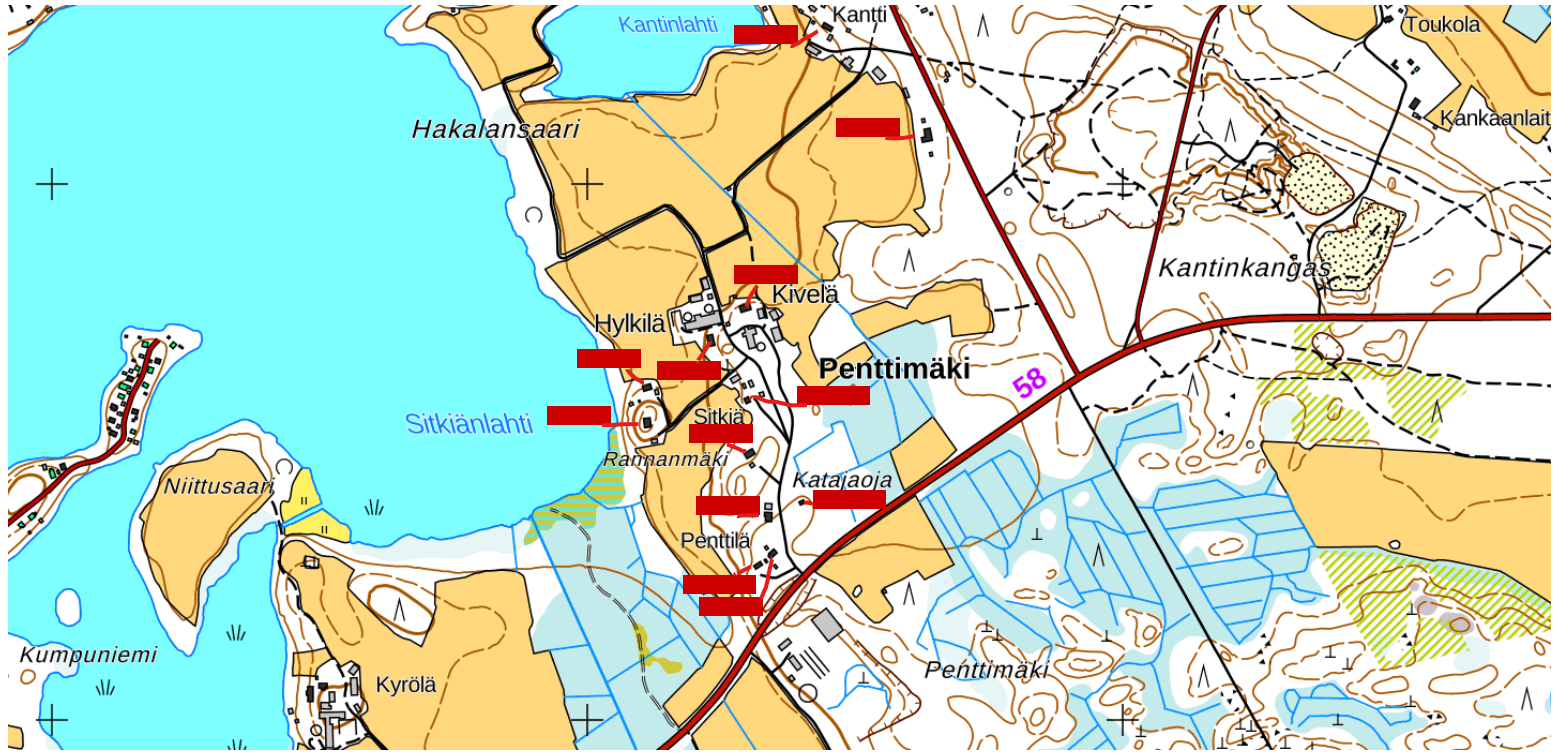 Kantinlahti
Kantti
Toukola
Hakalansaari
Kankaanlait
Kantinkangas
Kivelä
Hylkilä
Penttimäki
58
Sitkiänlahti
Sitkiä
Rannanmäki
Niittusaari
Katajaoja
Penttilä
Kumpuniemi
Kyrölä
Penttimäki